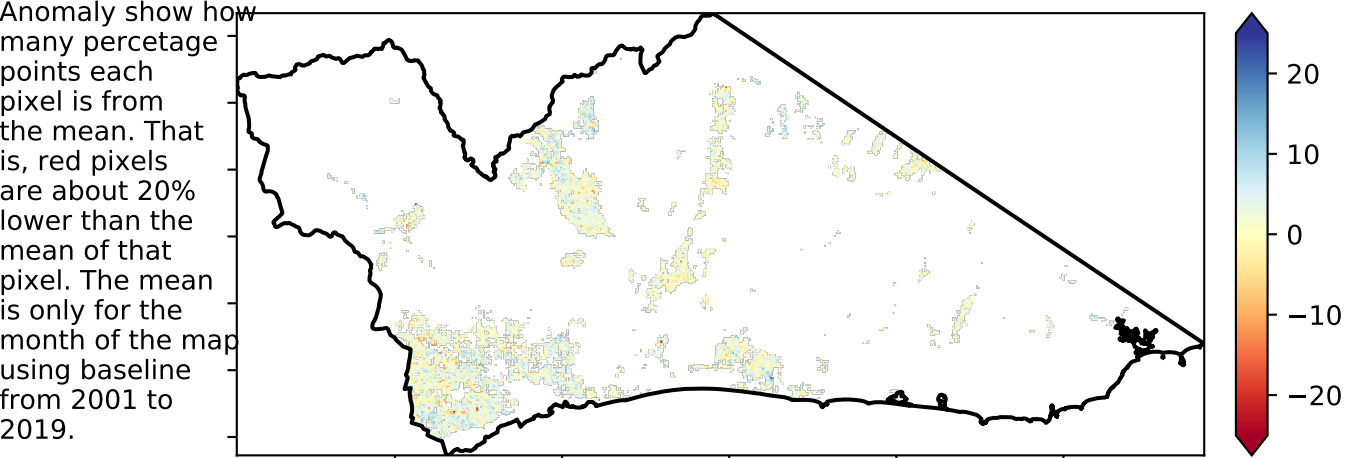 Anomaly show how
many percetage
points each
pixel is from
the mean. That
is, red pixels
are about 20%
lower than the
mean of that
pixel. The mean
is only for the
month of the map
using baseline
from 2001 to
2019.
20
10
0
−10
−20